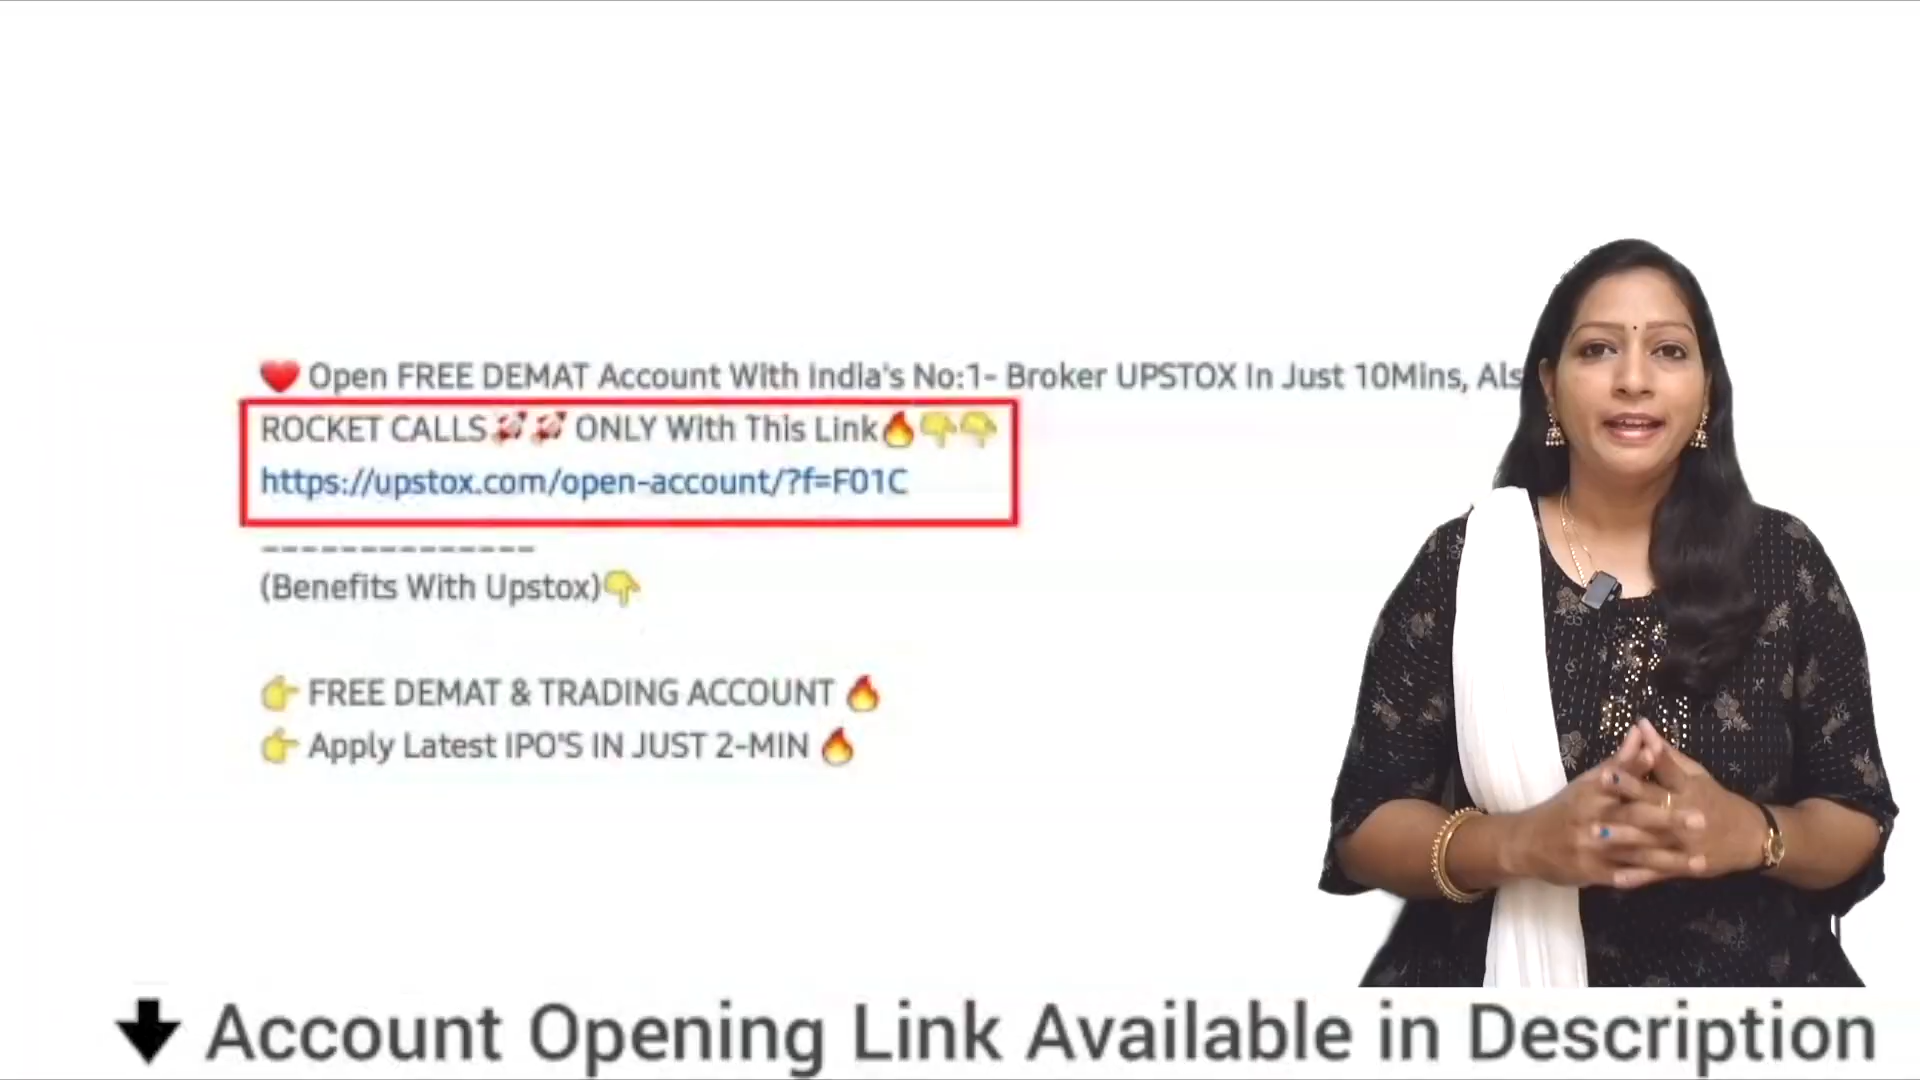 ❤️ Open FREE DEMAT Account With India's No:1- Broker UPSTOX In Just 10Mins, Als
ROCKET CALLS🚀🚀 ONLY With This Link🔥👇👇
https://upstox.com/open-account/?f=F01C
--------------
(Benefits With Upstox)👇
👉 FREE DEMAT & TRADING ACCOUNT 🔥
👉 Apply Latest IPO'S IN JUST 2-MIN 🔥
Account Opening Link Available in Description